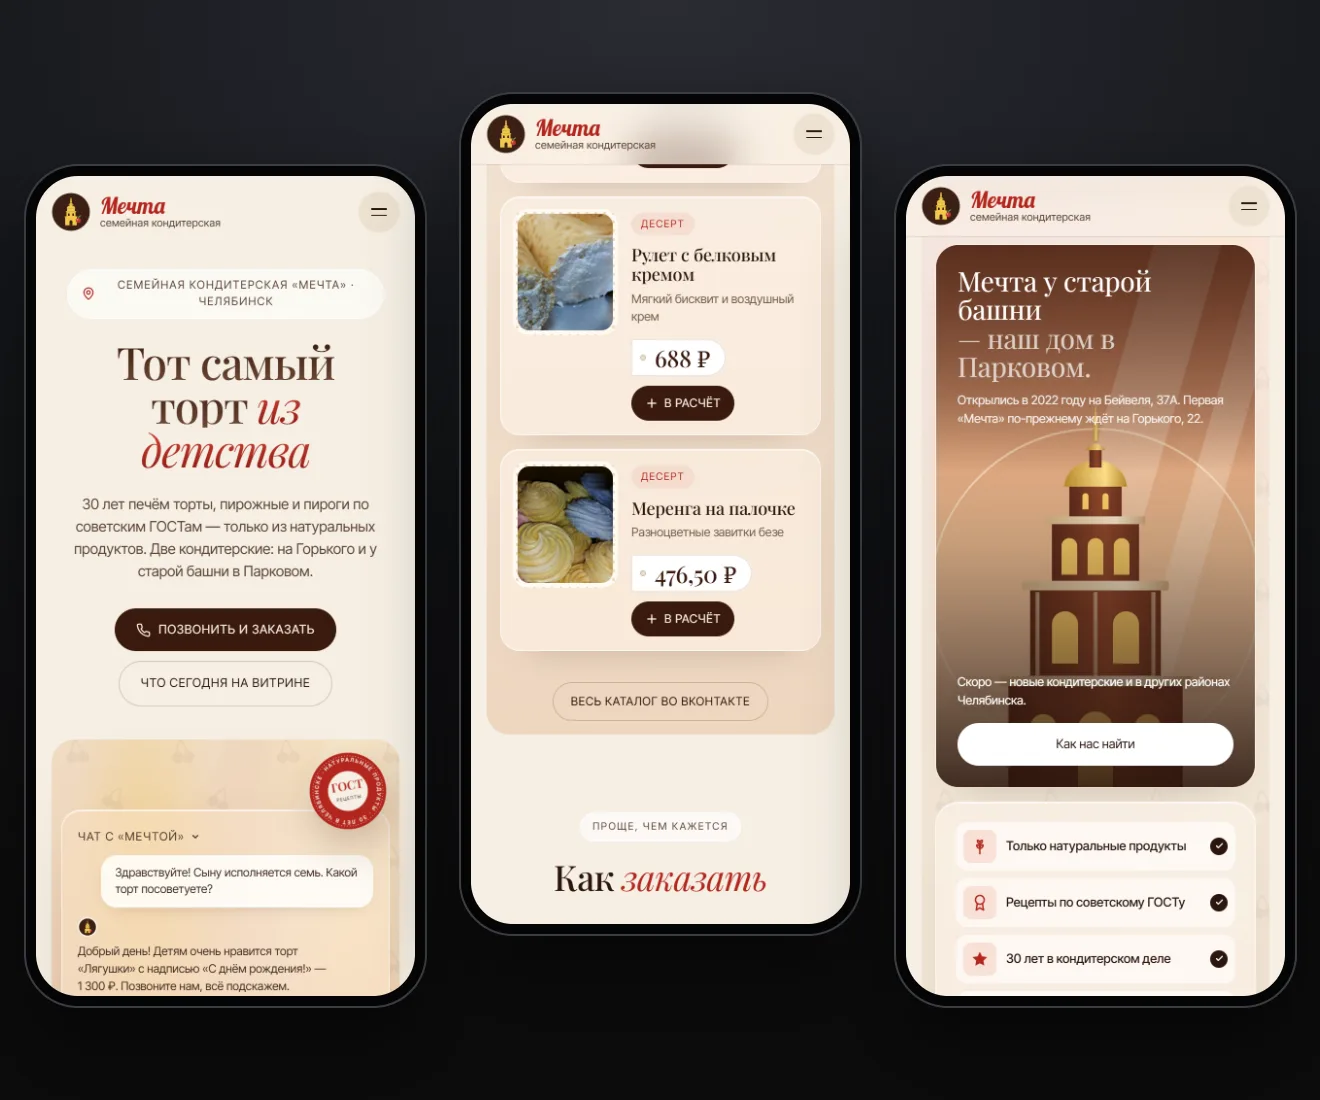 Мечта
семейная кондитерская
СЕМЕЙНАЯ КОНДИТЕРСКАЯ «МЕЧТА» ·
ЧЕЛЯБИНСК
Тот самый
торт из
детства
30 лет печём торты, пирожные и пироги по
советским ГОСТам — только из натуральных
продуктов. Две кондитерские: на Горького и у
старой башни в Парковом.
ПОЗВОНИТЬ И ЗАКАЗАТЬ
ЧТО СЕГОДНЯ НА ВИТРИНЕ
НАТУРАЛЬНЫЕ ПРОДУКТЫ · 30 ЛЕТ В ЧЕЛЯБИНСКЕ ·
ГОСТ
РЕЦЕПТЫ
ЧАТ С «МЕЧТОЙ»
Здравствуйте! Сыну исполняется семь. Какой
торт посоветуете?
Добрый день! Детям очень нравится торт
«Лягушки» с надписью «С днём рождения!» —
1 300 ₽. Позвоните нам, всё подскажем.
Мечта
семейная кондитерская
ДЕСЕРТ
Рулет с белковым
кремом
Мягкий бисквит и воздушный
крем
688 ₽
+ В РАСЧЁТ
ДЕСЕРТ
Меренга на палочке
Разноцветные завитки безе
476,50 ₽
+ В РАСЧЁТ
ВЕСЬ КАТАЛОГ ВО ВКОНТАКТЕ
ПРОЩЕ, ЧЕМ КАЖЕТСЯ
Как заказать
Мечта
семейная кондитерская
Мечта у старой
башни
— наш дом в
Парковом.
Открылись в 2022 году на Бейвеля, 37А. Первая
«Мечта» по-прежнему ждёт на Горького, 22.
Скоро — новые кондитерские и в других районах
Челябинска.
Как нас найти
Только натуральные продукты
Рецепты по советскому ГОСТу
30 лет в кондитерском деле